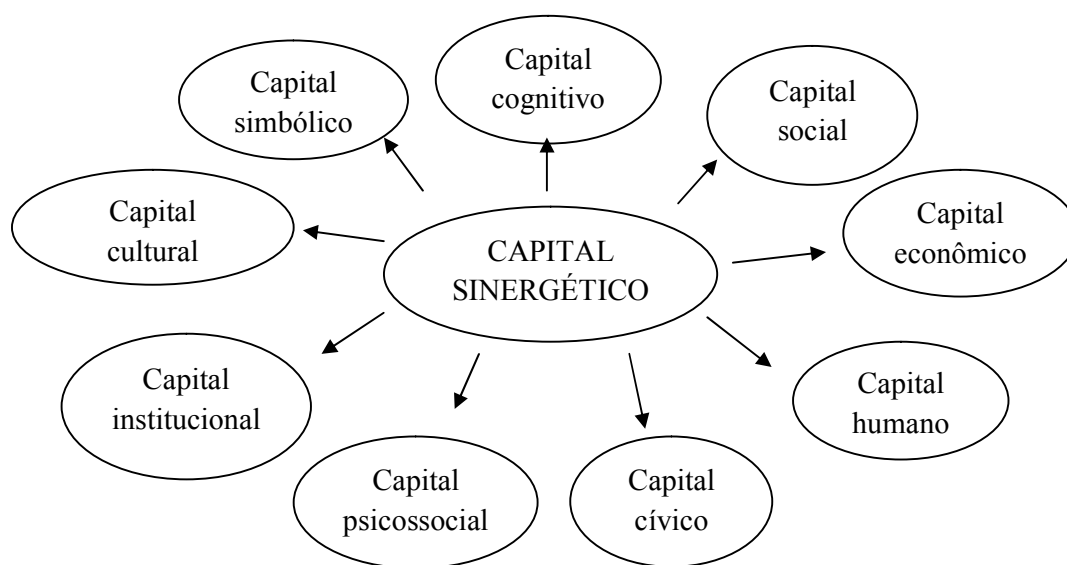 Capital
simbólico
Capital
cognitivo
Capital
social
Capital
cultural
CAPITAL
SINERGÉTICO
Capital
econômico
Capital
institucional
Capital
humano
Capital
psicossocial
Capital
cívico